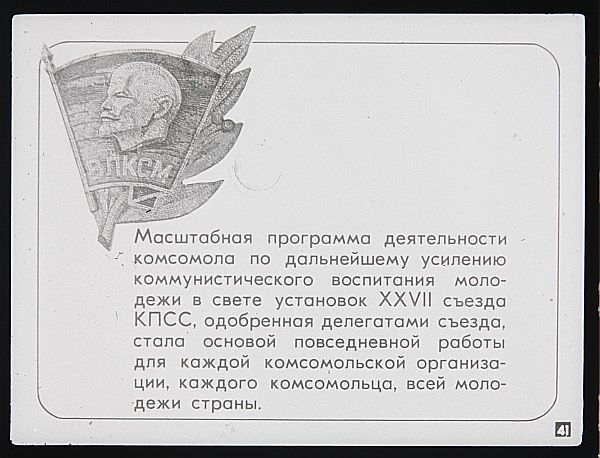 ВЛКСМ
Масштабная программа деятельности
комсомола по дальнейшему усилению
коммунистического воспитания моло-
дежи в свете установок XXVII съезда
КПСС, одобренная делегатами съезда,
стала основой повседневной работы
для каждой комсомольской организа-
ции, каждого комсомольца, всей моло-
дежи страны.
41